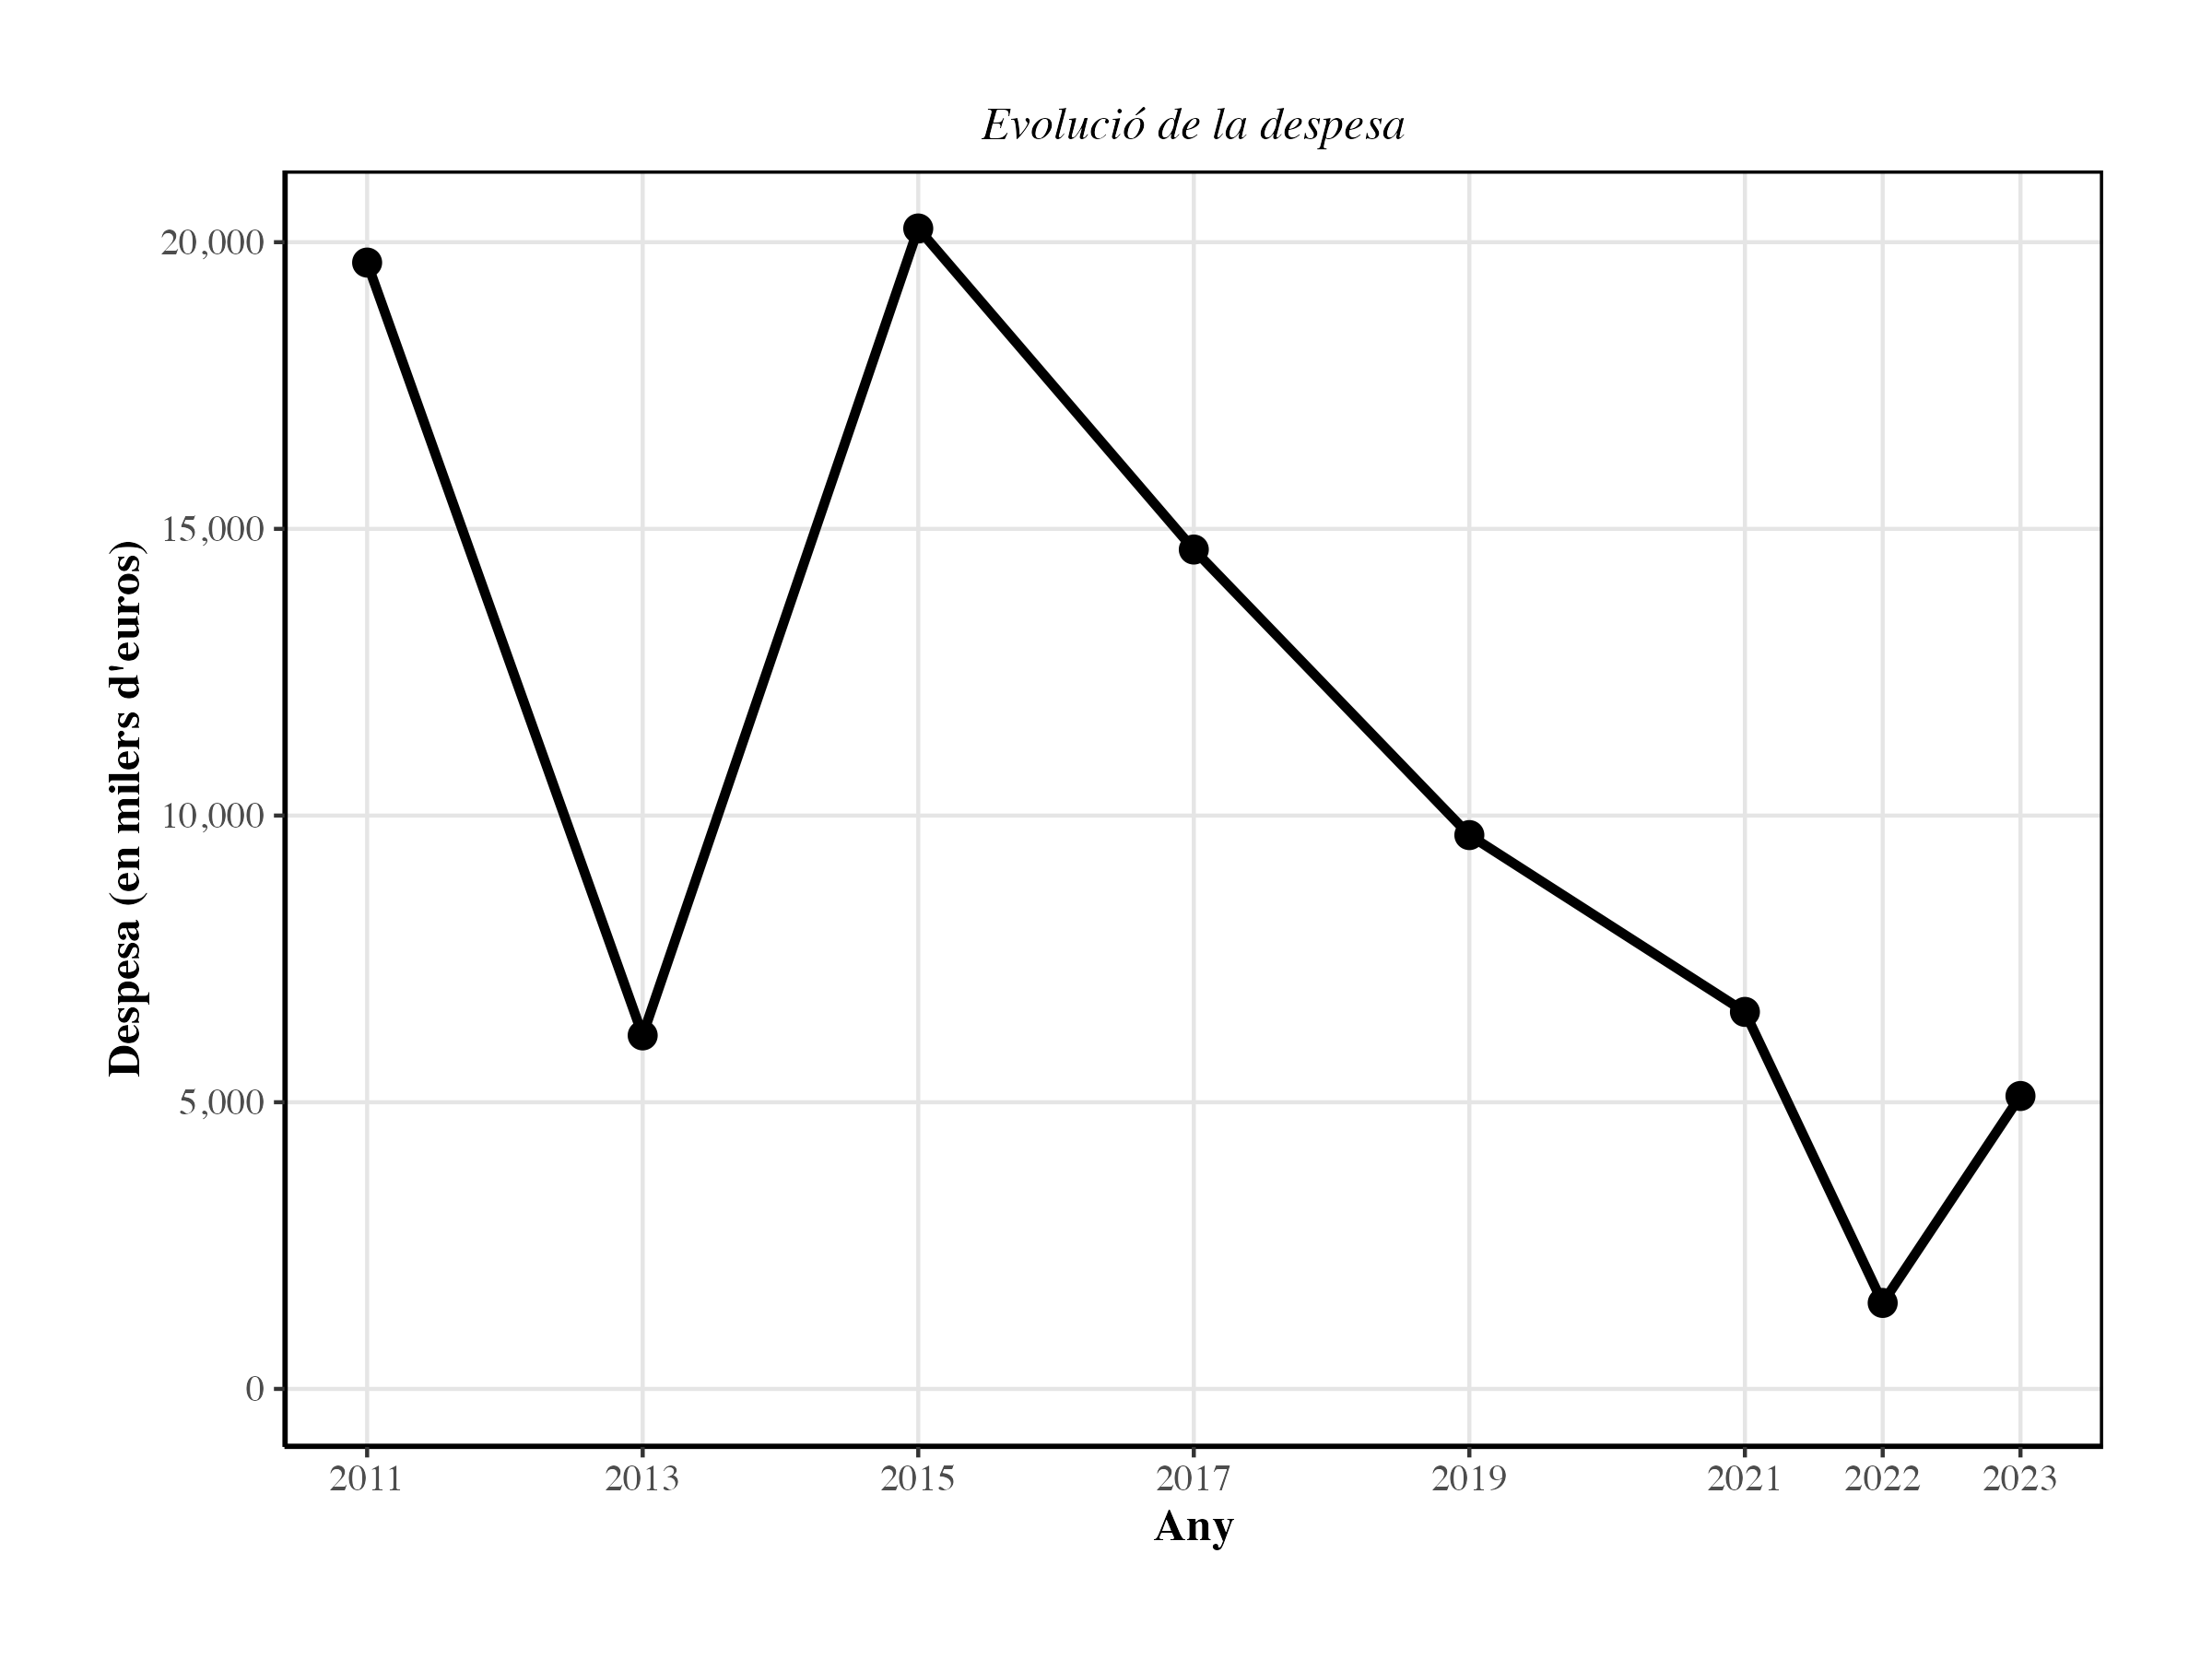 Evolució de la despesa
Despesa (en milers d'euros)
20,000
15,000
10,000
5,000
0
2011 2013 2015 2017 2019 2021 2022 2023
Any